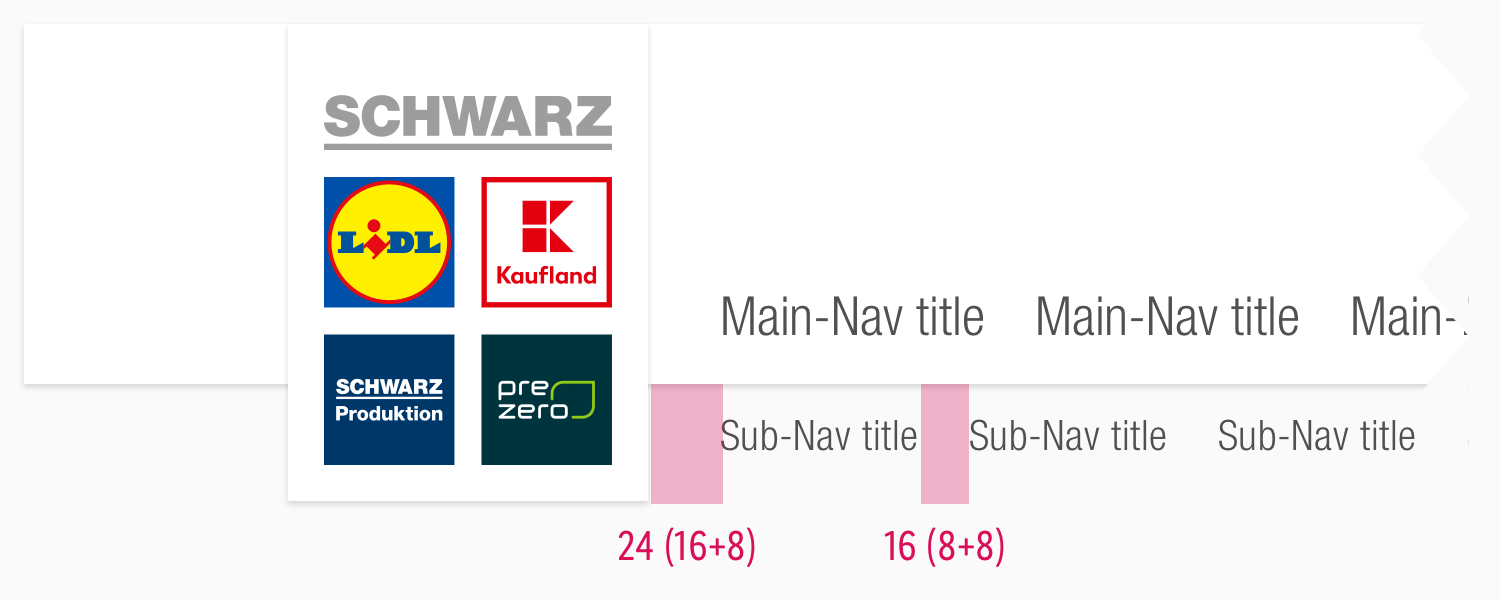 SCHWARZ
LIDL
Kaufland
SCHWARZ
Produktion
pre
zero
Main-Nav title Main-Nav title Main-
Sub-Nav title Sub-Nav title Sub-Nav title
24 (16+8) 16 (8+8)